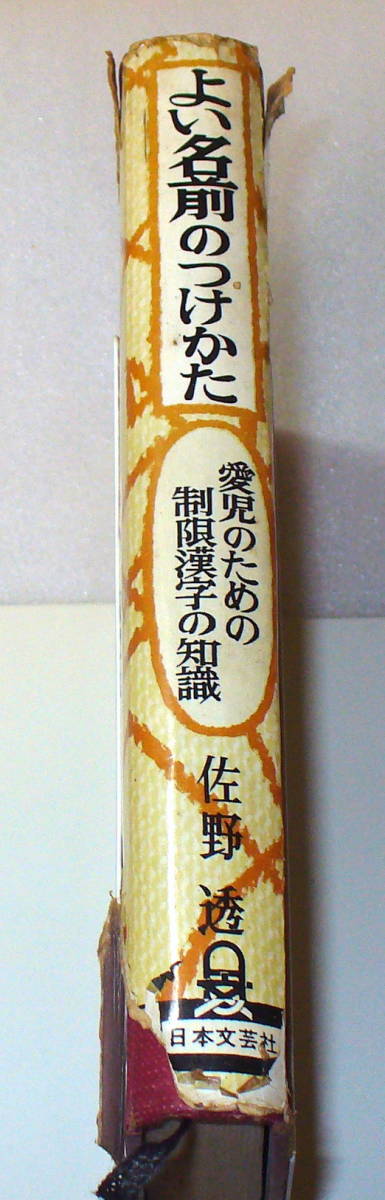 よい名前のつけかた
愛児のための
制限漢字の知識
佐野透
日本文芸社